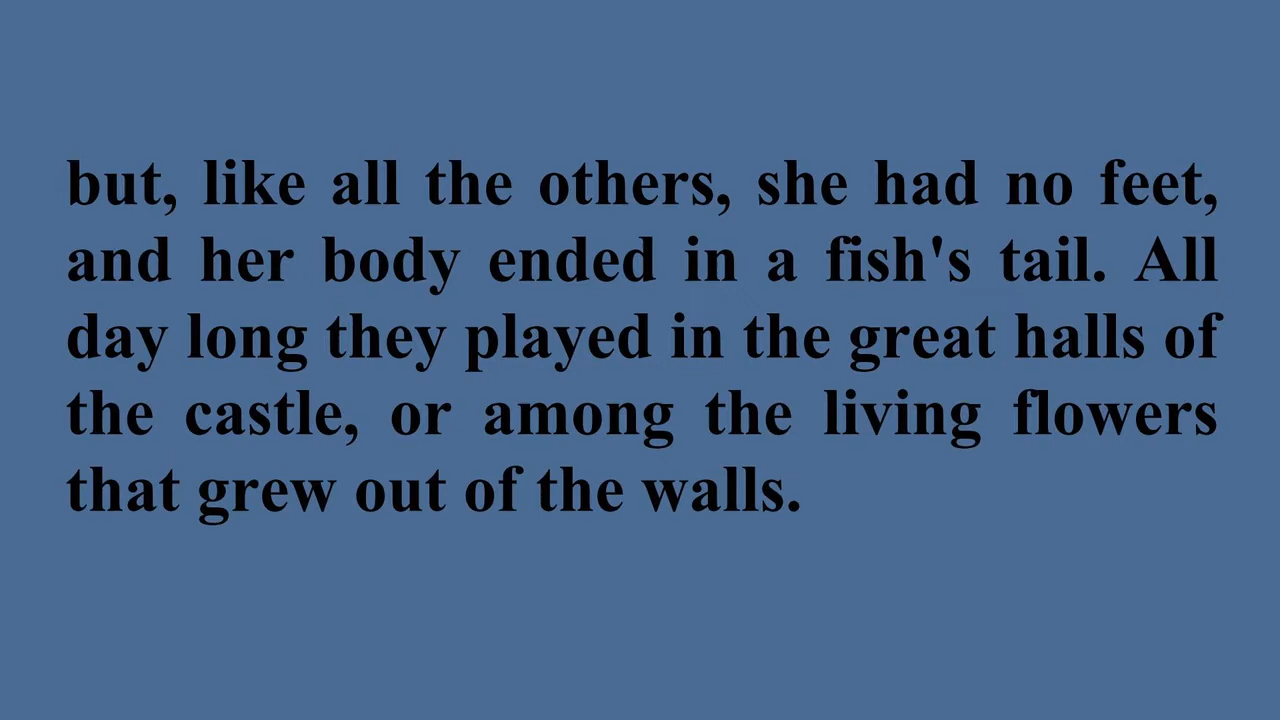 but, like all the others, she had no feet,
and her body ended in a fish's tail. All
day long they played in the great halls of
the castle, or among the living flowers
that grew out of the walls.